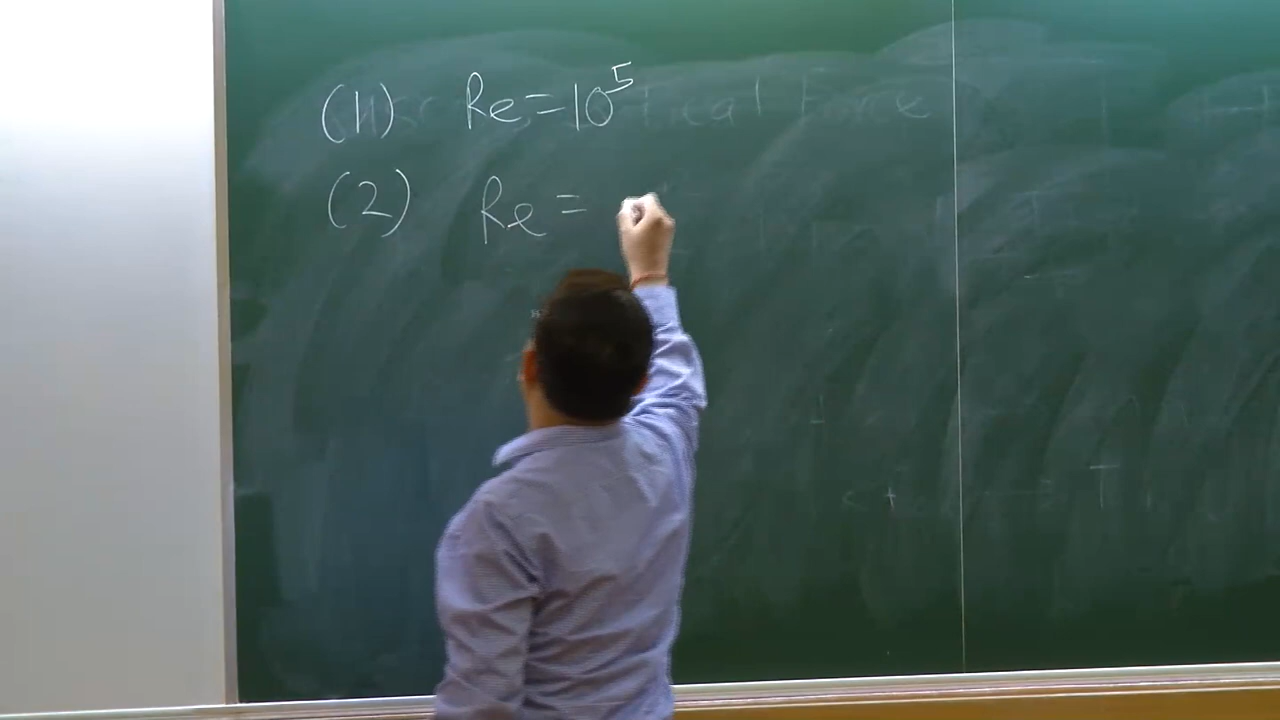 (1) Re=10⁵
(2) Re =